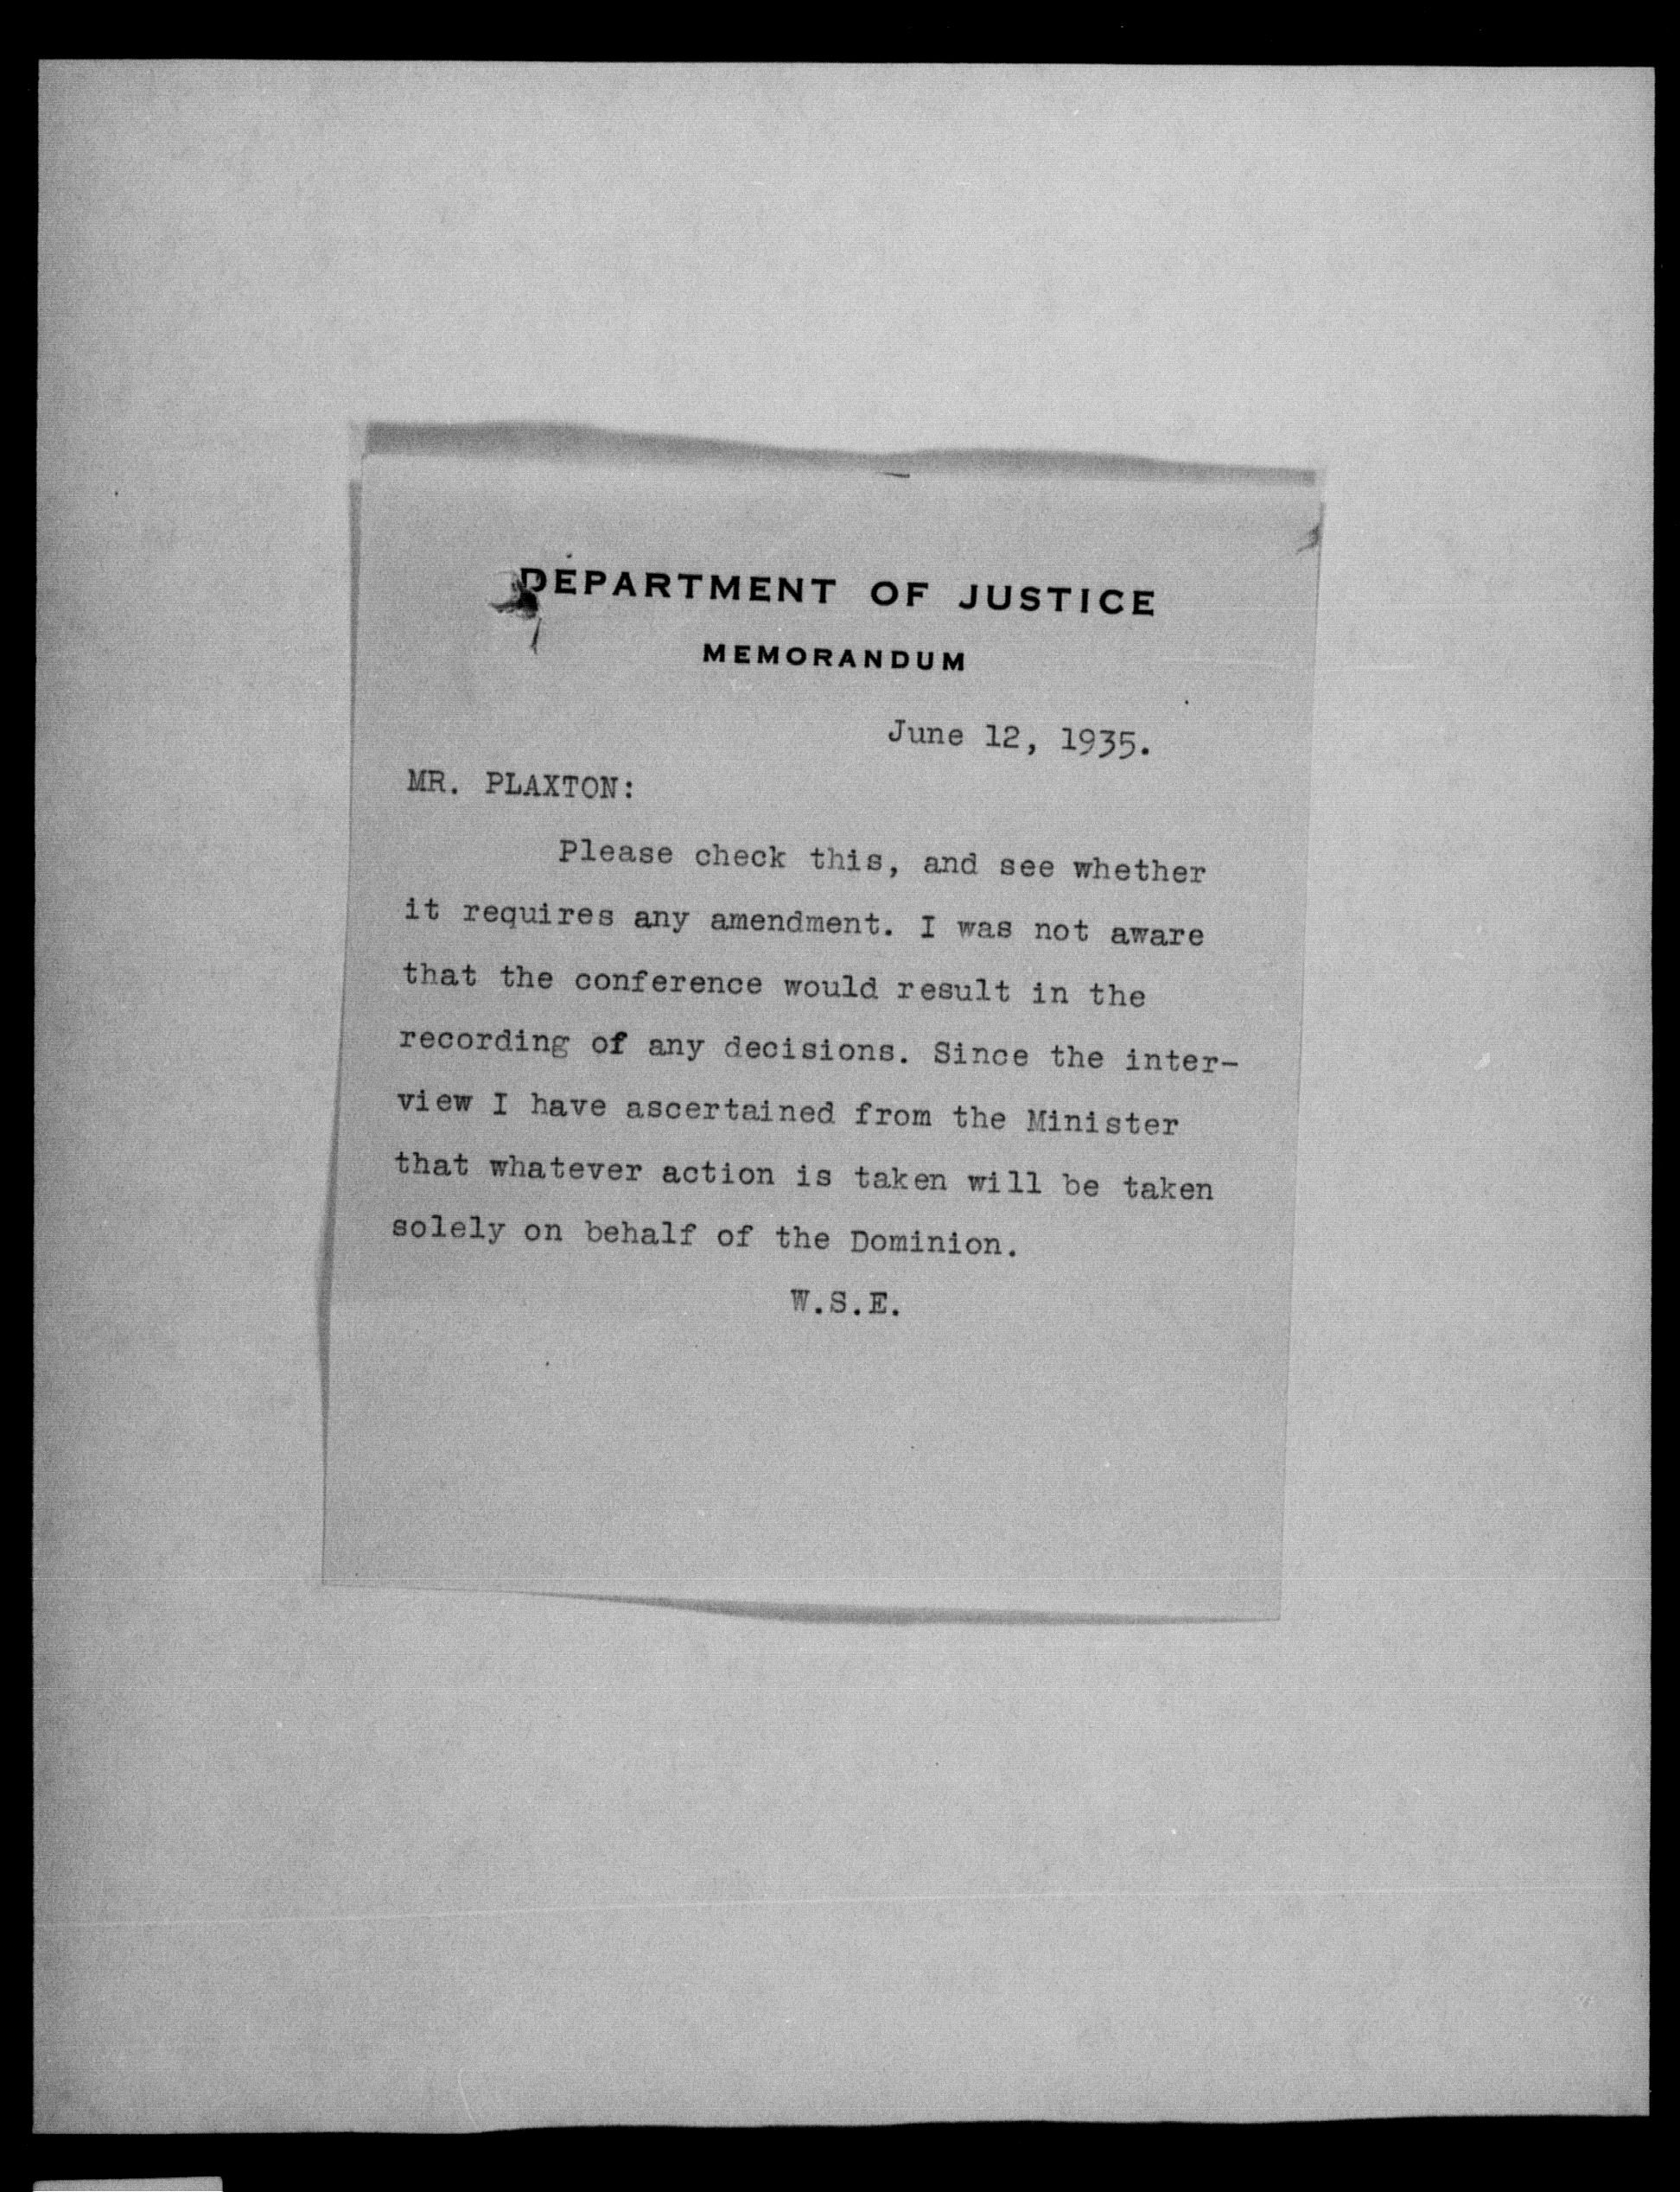 DEPARTMENT OF JUSTICE
MEMORANDUM
June 12, 1935.
MR. PLAXTON:
Please check this, and see whether
it requires any amendment. I was not aware
that the conference would result in the
recording of any decisions. Since the inter-
view I have ascertained from the Minister
that whatever action is taken will be taken
solely on behalf of the Dominion.
W.S.E.